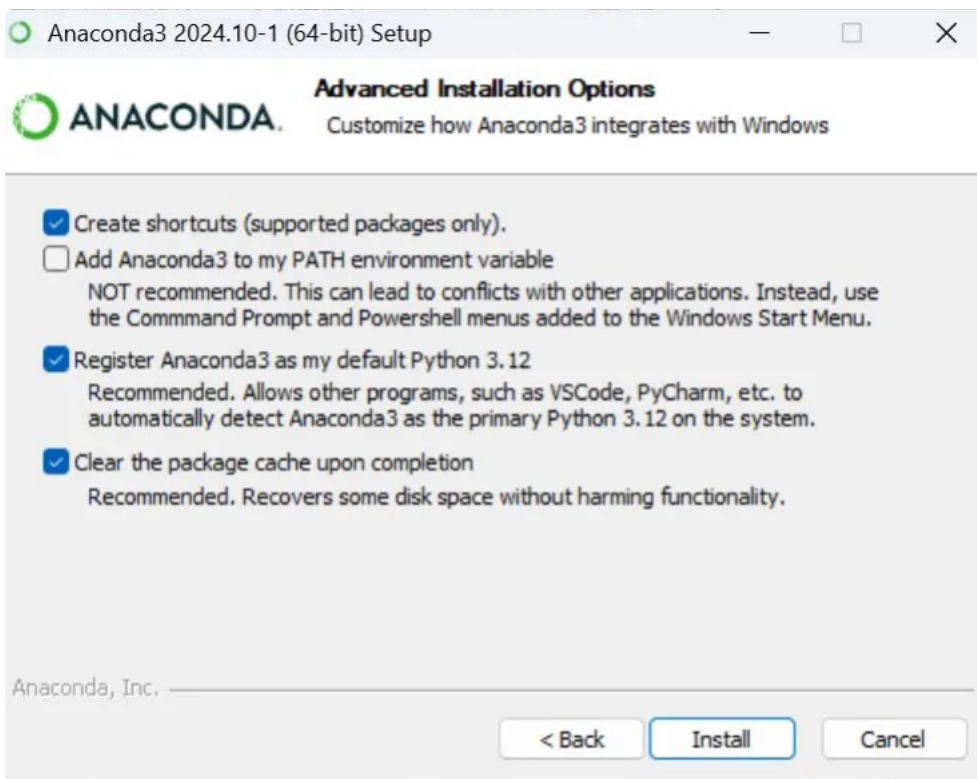 Anaconda3 2024.10-1 (64-bit) Setup
ANACONDA.
Advanced Installation Options
Customize how Anaconda3 integrates with Windows
Create shortcuts (supported packages only).
Add Anaconda3 to my PATH environment variable
NOT recommended. This can lead to conflicts with other applications. Instead, use
the Commmand Prompt and Powershell menus added to the Windows Start Menu.
Register Anaconda3 as my default Python 3.12
Recommended. Allows other programs, such as VSCode, PyCharm, etc. to
automatically detect Anaconda3 as the primary Python 3.12 on the system.
Clear the package cache upon completion
Recommended. Recovers some disk space without harming functionality.
Anaconda, Inc.
< Back
Install
Cancel